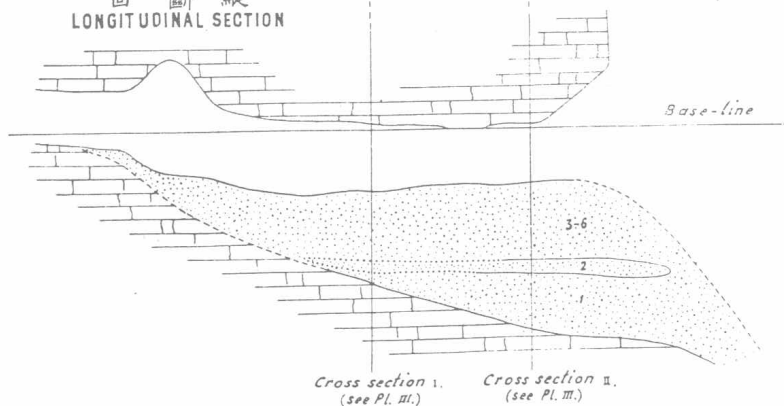 LONGITUDINAL SECTION
Base-line
3-6
2
1
Cross section I.
(see Pl. III.)
Cross section II.
(see Pl. III.)